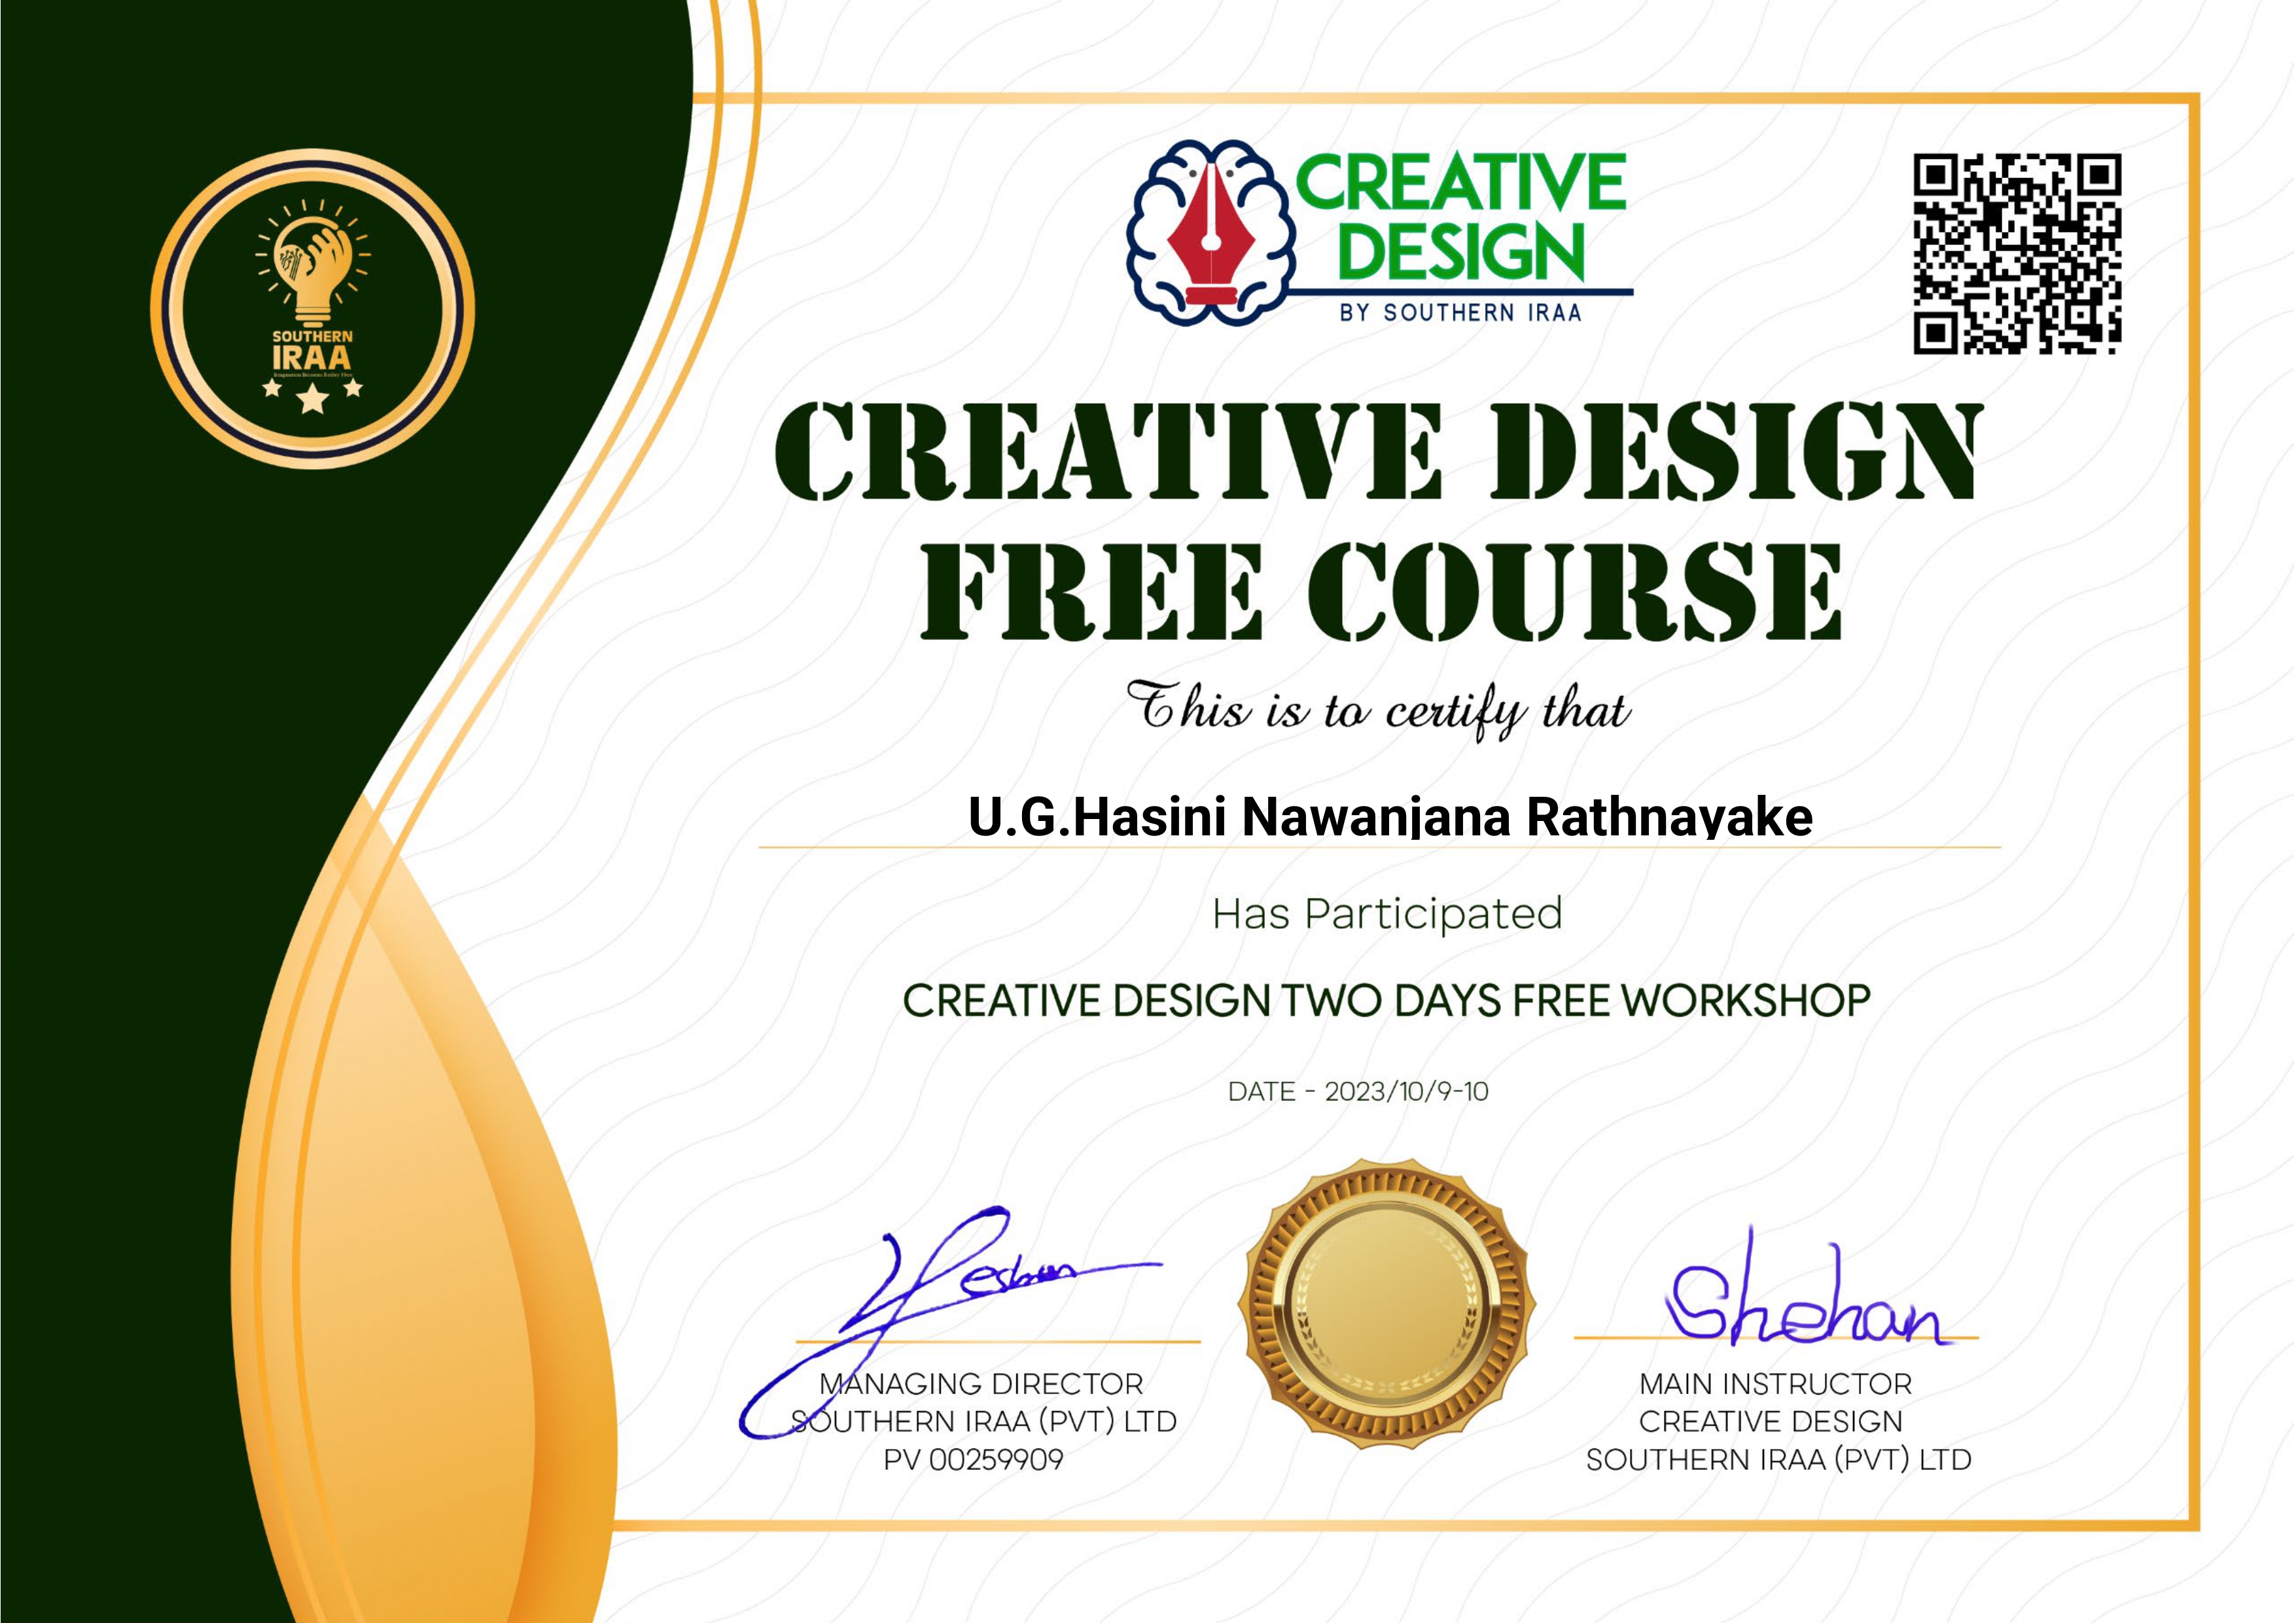 SOUTHERN
IRAA
CREATIVE
DESIGN
BY SOUTHERN IRAA
CREATIVE DESIGN
FREE COURSE
This is to certify that
U.G.Hasini Nawanjana Rathnayake
Has Participated
CREATIVE DESIGN TWO DAYS FREE WORKSHOP
DATE - 2023/10/9-10
Shehan
MANAGING DIRECTOR
SOUTHERN IRAA (PVT) LTD
PV 00259909
MAIN INSTRUCTOR
CREATIVE DESIGN
SOUTHERN IRAA (PVT) LTD